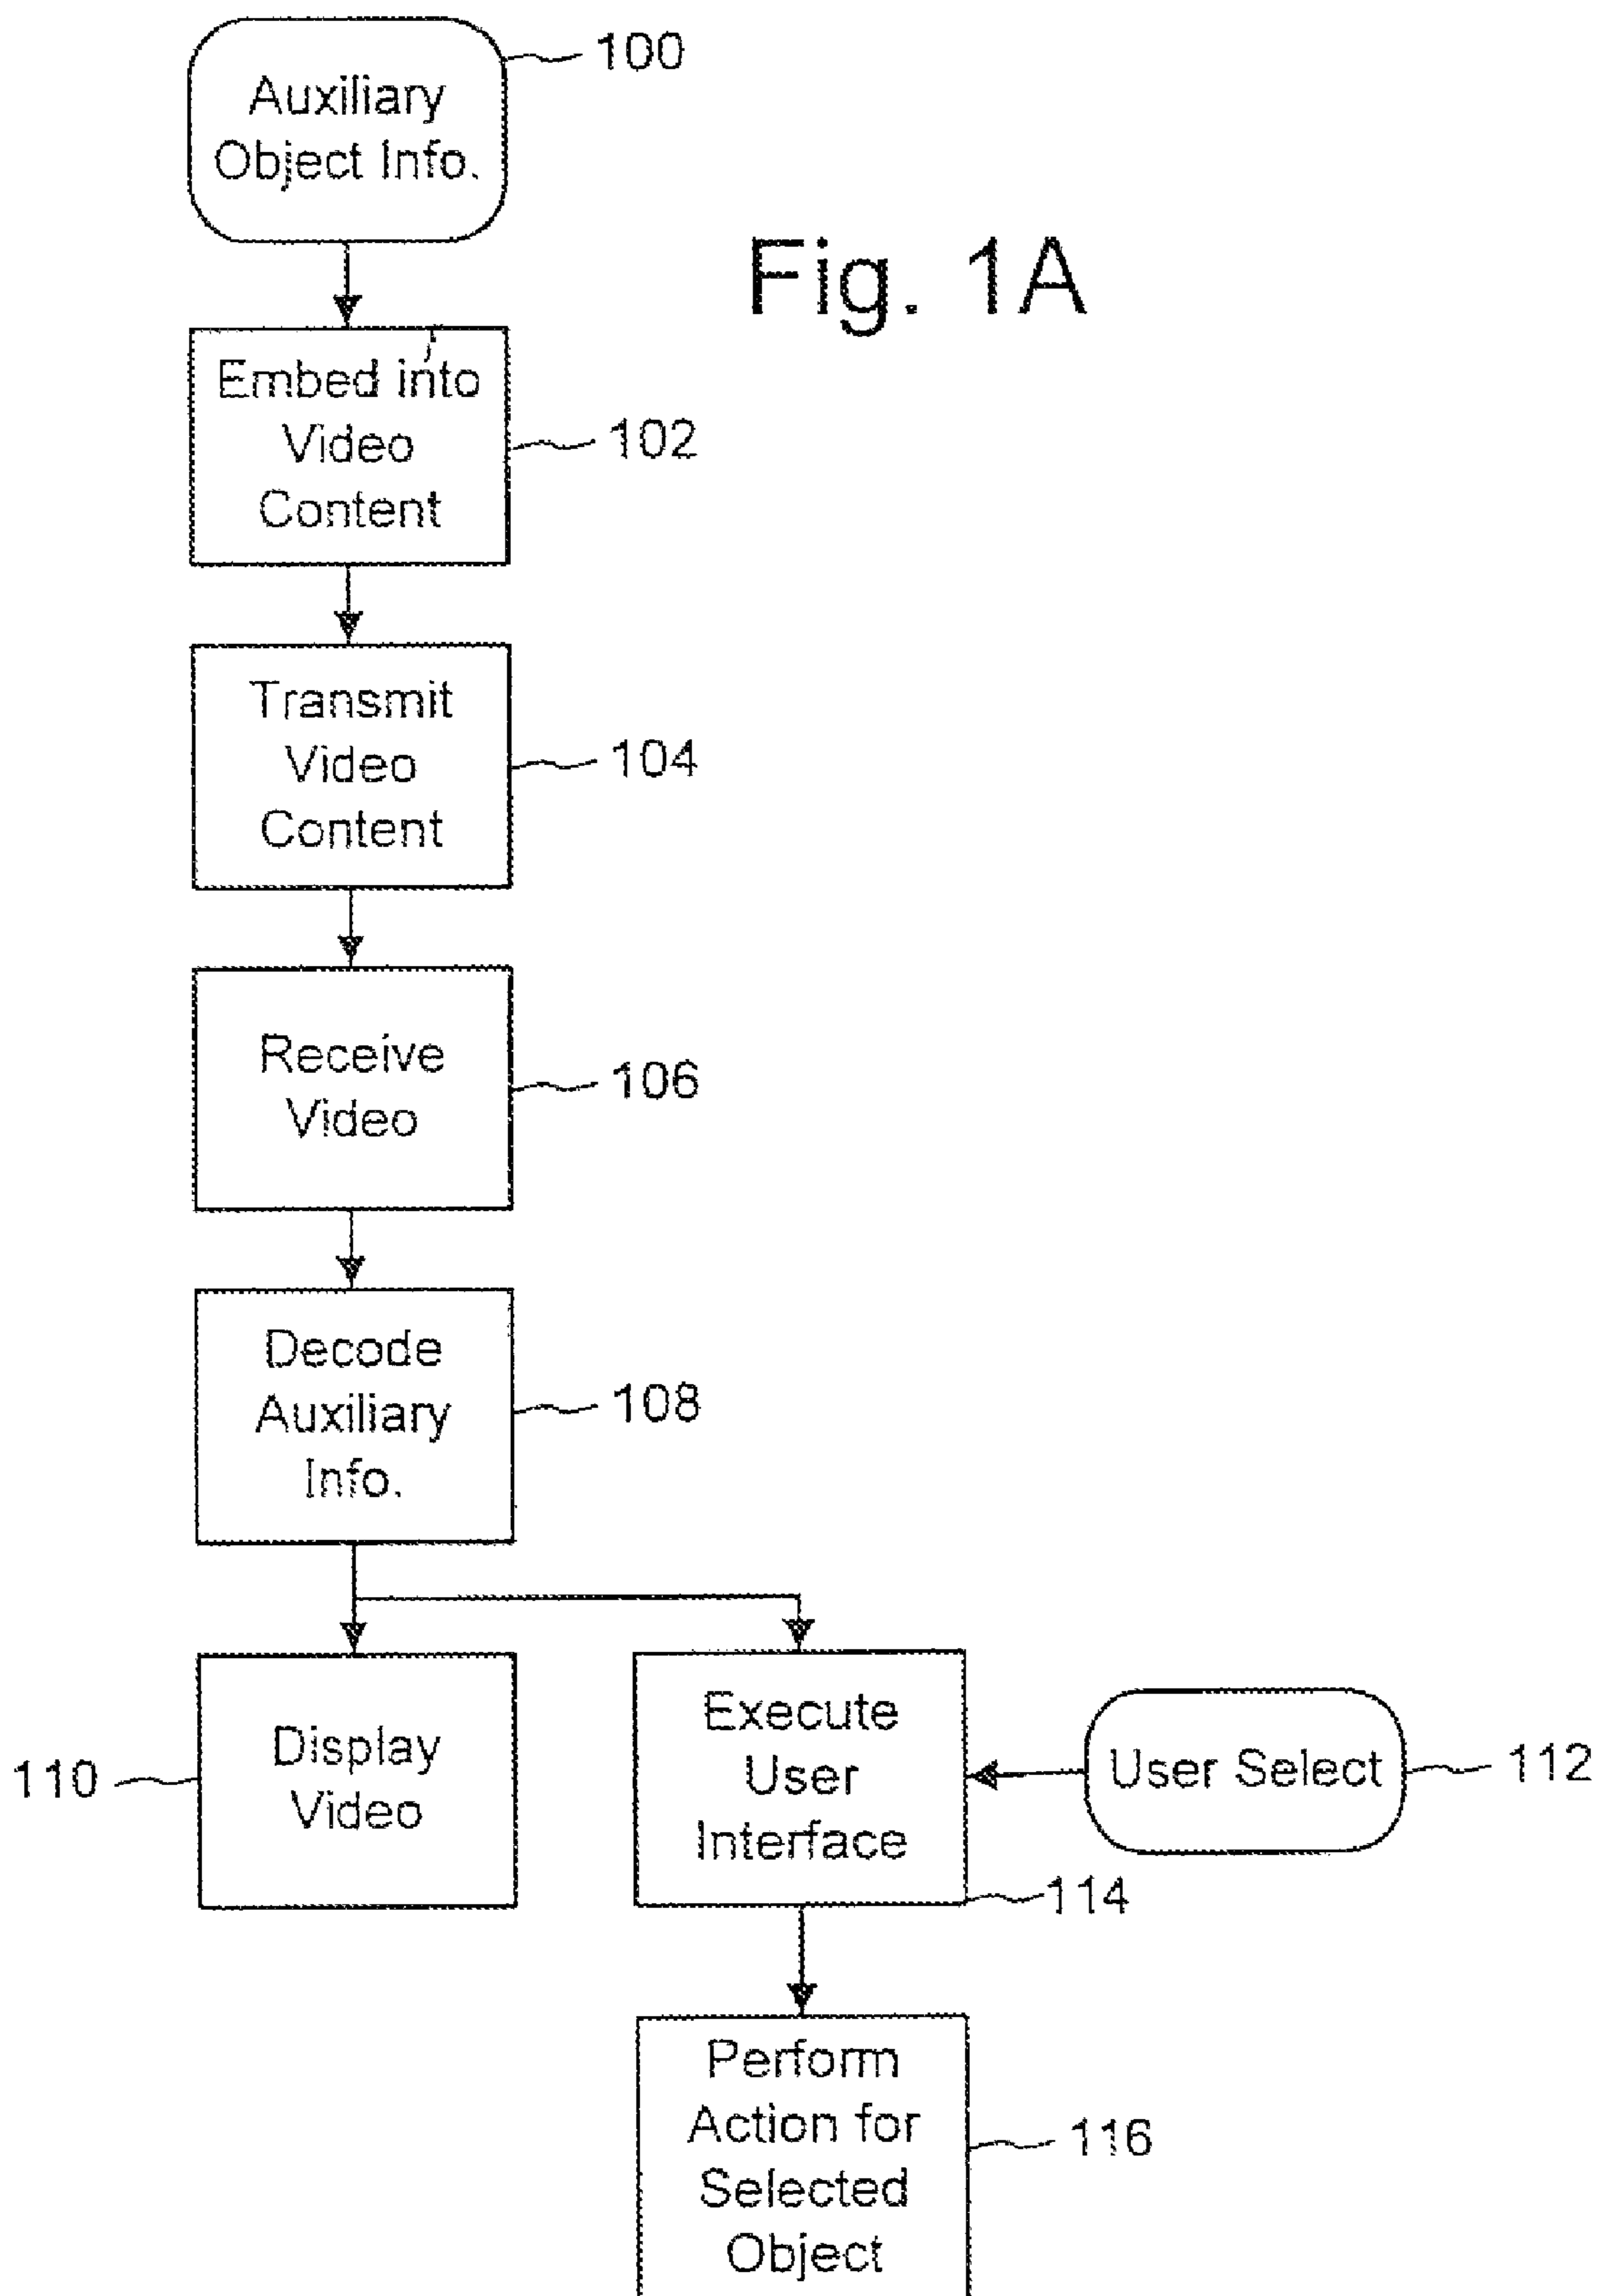 100
Auxiliary
Object Info.
Fig. 1A
Embed into
Video
Content
102
Transmit
Video
Content
104
Receive
Video
106
Decode
Auxiliary
Info.
108
110
Display
Video
Execute
User
Interface
114
User Select
112
Perform
Action for
Selected
Object
116